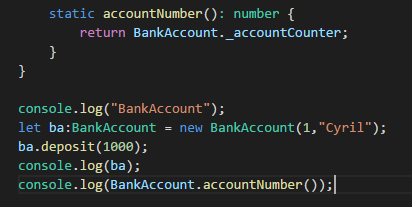 static accountNumber(): number {
return BankAccount._accountCounter;
}
}
console.log("BankAccount");
let ba:BankAccount = new BankAccount(1,"Cyril");
ba.deposit(1000);
console.log(ba);
console.log(BankAccount.accountNumber());